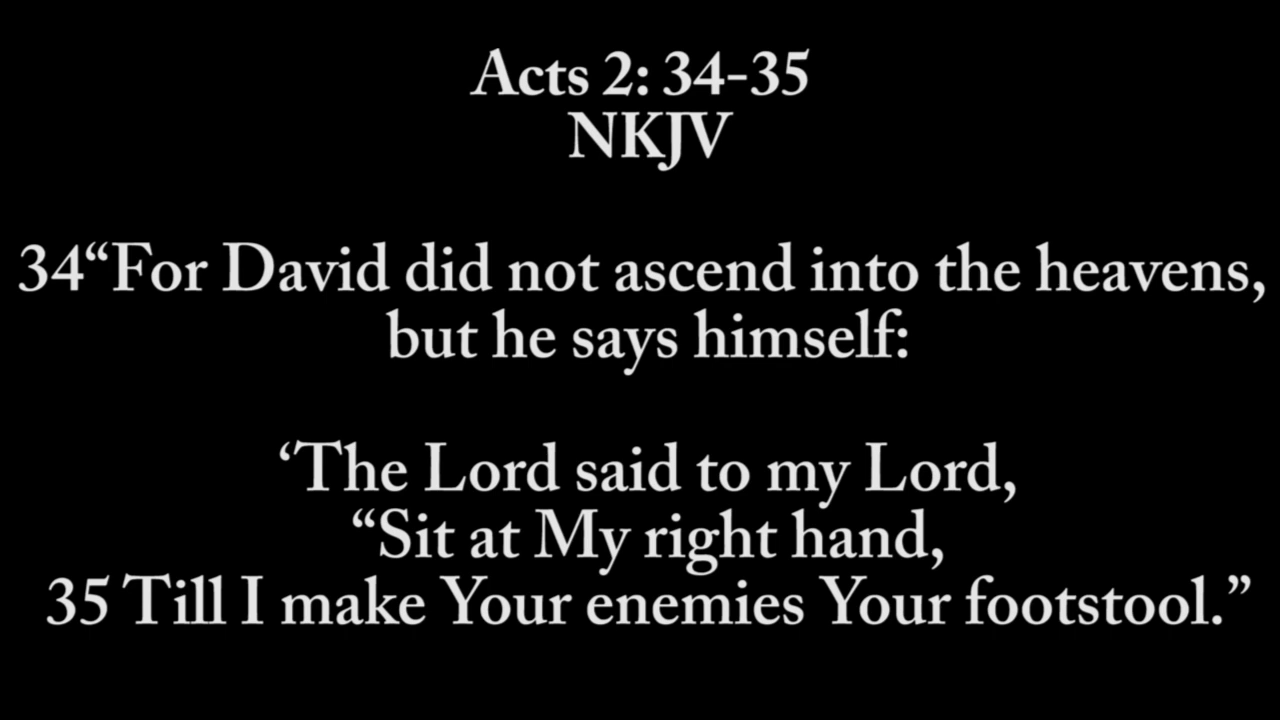 Acts 2: 34-35
NKJV
34“For David did not ascend into the heavens,
but he says himself:
‘The Lord said to my Lord,
“Sit at My right hand,
35 Till I make Your enemies Your footstool.”